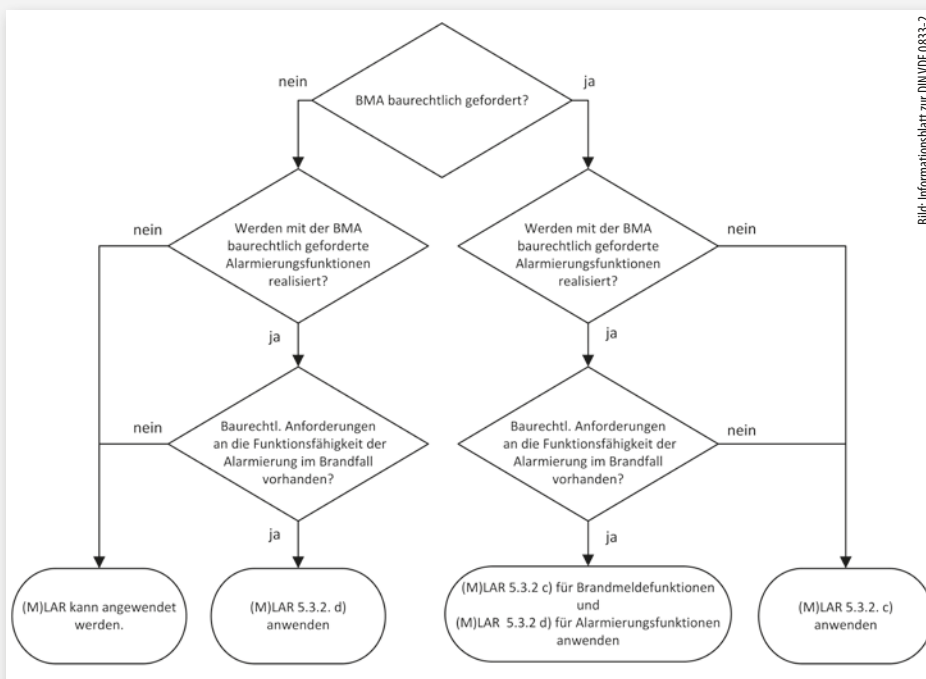 BMA baurechtlich gefordert?
nein
ja
Werden mit der BMA
baurechtlich geforderte
Alarmierungsfunktionen
realisiert?
nein
ja
Werden mit der BMA
baurechtlich geforderte
Alarmierungsfunktionen
realisiert?
nein
ja
Baurechtl. Anforderungen
an die Funktionsfähigkeit der
Alarmierung im Brandfall
vorhanden?
nein
ja
Baurechtl. Anforderungen
an die Funktionsfähigkeit der
Alarmierung im Brandfall
vorhanden?
nein
ja
(M)LAR kann angewendet
werden.
(M)LAR 5.3.2. d)
anwenden
(M)LAR 5.3.2 c) für Brandmeldefunktionen
und
(M)LAR 5.3.2 d) für Alarmierungsfunktionen
anwenden
(M)LAR 5.3.2. c)
anwenden
Bild: Informationsblatt zur DIN VDE 0833-2